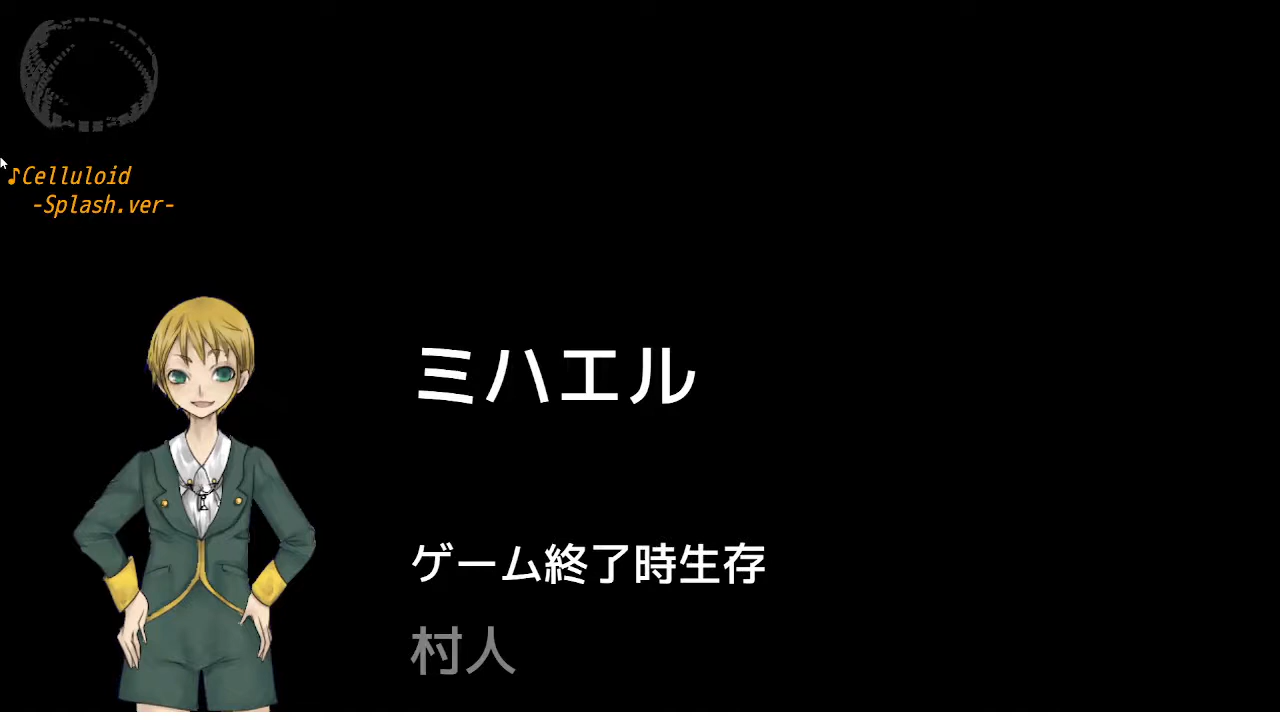 ♪Celluloid
-Splash.ver-
ミハエル
ゲーム終了時生存
村人